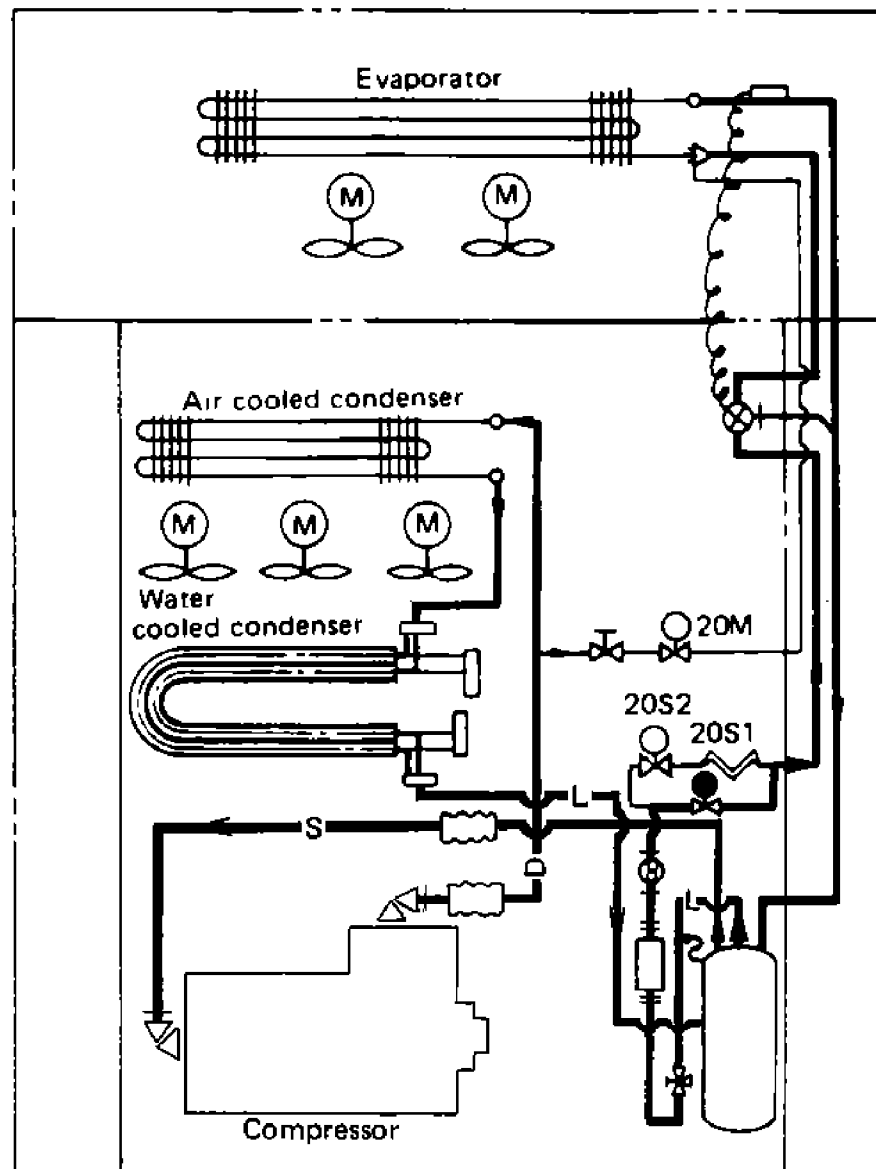 Evaporator
M M
Air cooled condenser
M M M
Water
cooled condenser
20M
20S2
20S1
L
S
D
L
Compressor